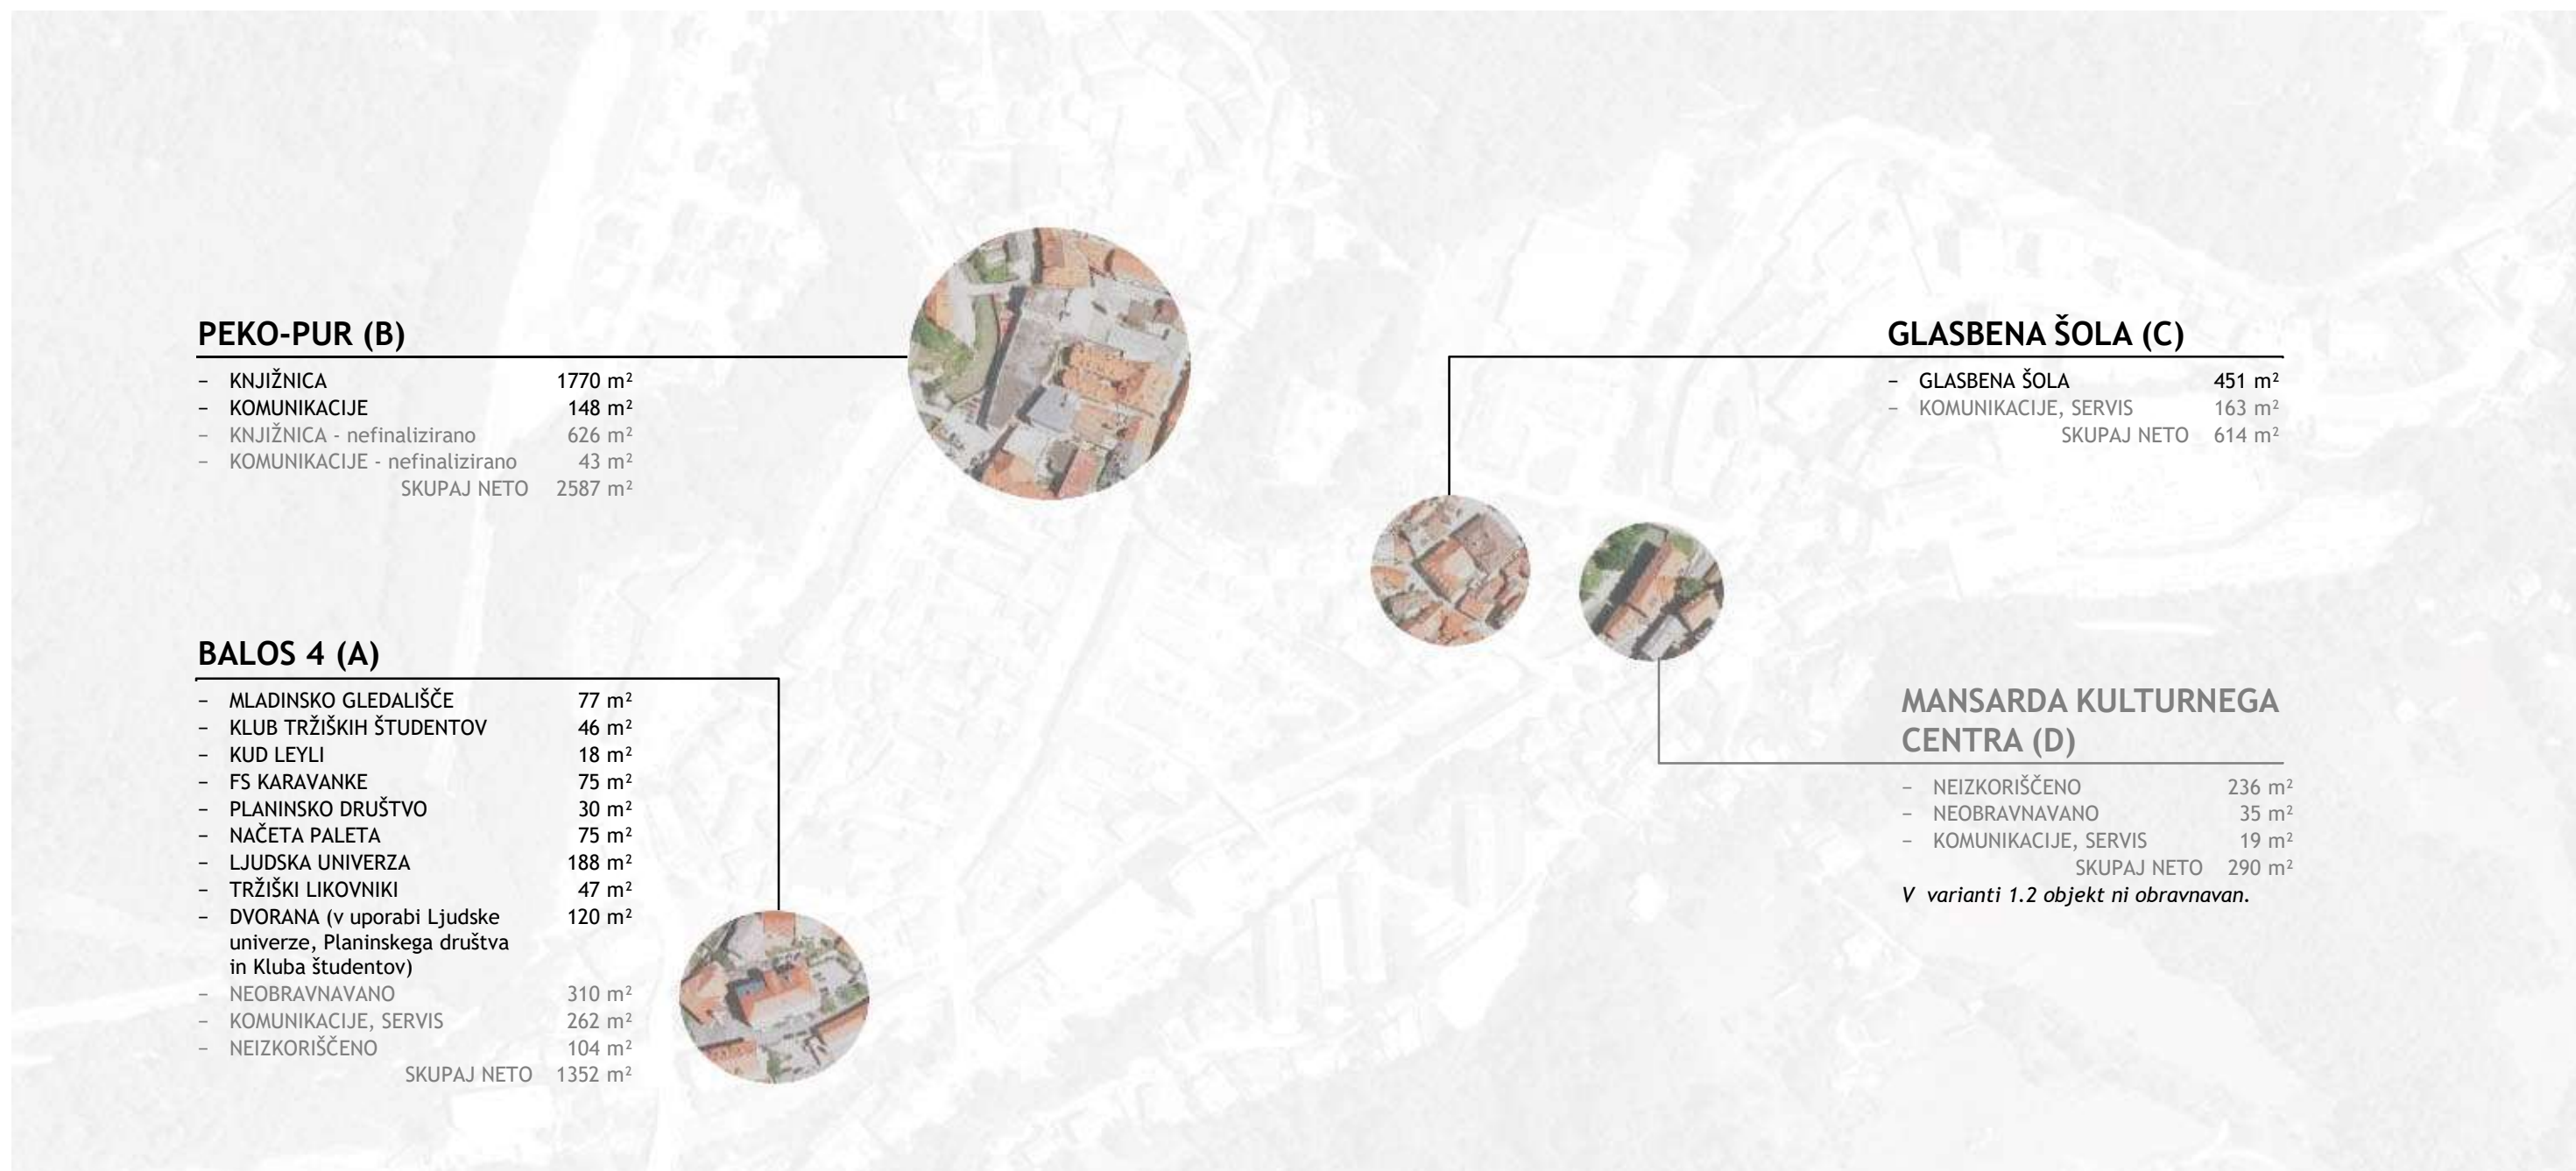 PEKO-PUR (B)
– KNJIŽNICA 1770 m²
– KOMUNIKACIJE 148 m²
– KNJIŽNICA - nefinalizirano 626 m²
– KOMUNIKACIJE - nefinalizirano 43 m²
SKUPAJ NETO 2587 m²
BALOS 4 (A)
– MLADINSKO GLEDALIŠČE 77 m²
– KLUB TRŽIŠKIH ŠTUDENTOV 46 m²
– KUD LEYLI 18 m²
– FS KARAVANKE 75 m²
– PLANINSKO DRUŠTVO 30 m²
– NAČETA PALETA 75 m²
– LJUDSKA UNIVERZA 188 m²
– TRŽIŠKI LIKOVNIKI 47 m²
– DVORANA (v uporabi Ljudske 120 m²
univerze, Planinskega društva
in Kluba študentov)
– NEOBRAVNAVANO 310 m²
– KOMUNIKACIJE, SERVIS 262 m²
– NEIZKORIŠČENO 104 m²
SKUPAJ NETO 1352 m²
GLASBENA ŠOLA (C)
– GLASBENA ŠOLA 451 m²
– KOMUNIKACIJE, SERVIS 163 m²
SKUPAJ NETO 614 m²
MANSARDA KULTURNEGA
CENTRA (D)
– NEIZKORIŠČENO 236 m²
– NEOBRAVNAVANO 35 m²
– KOMUNIKACIJE, SERVIS 19 m²
SKUPAJ NETO 290 m²
V varianti 1.2 objekt ni obravnavan.